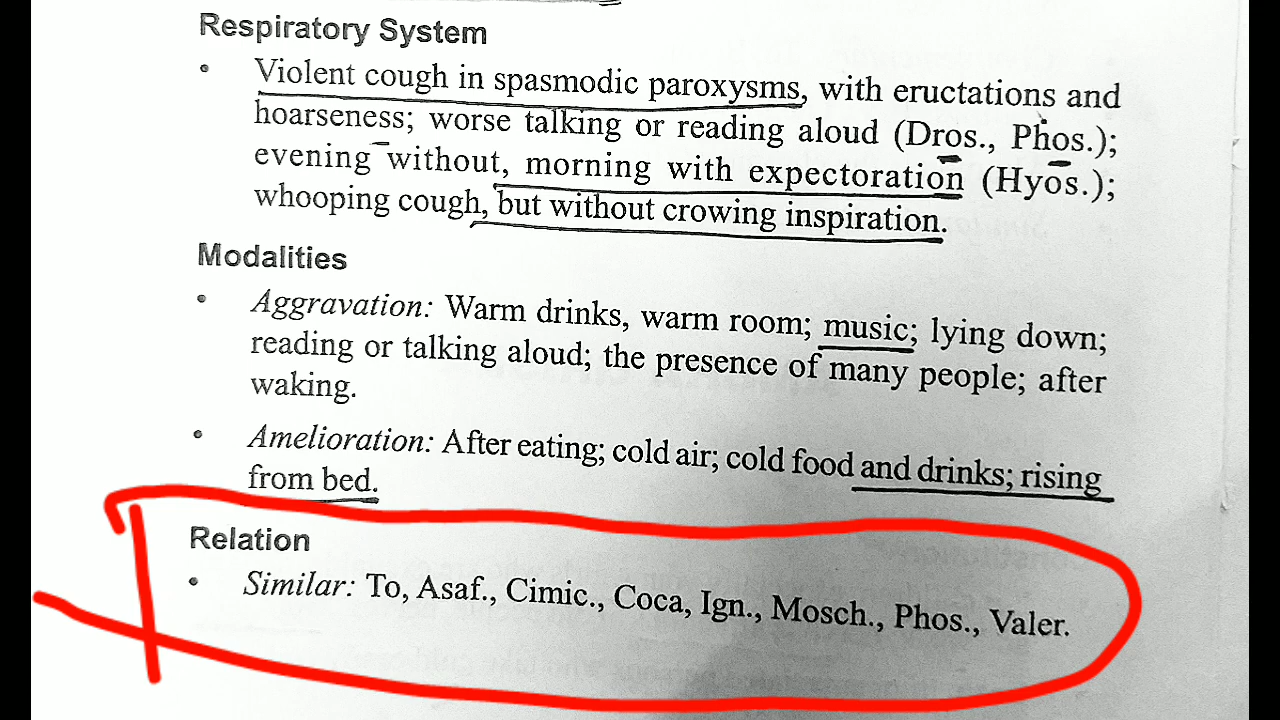 Respiratory System
• Violent cough in spasmodic paroxysms, with eructations and
hoarseness; worse talking or reading aloud (Dros., Phos.);
evening without, morning with expectoration (Hyos.);
whooping cough, but without crowing inspiration.
Modalities
• Aggravation: Warm drinks, warm room; music; lying down;
reading or talking aloud; the presence of many people; after
waking.
• Amelioration: After eating; cold air; cold food and drinks; rising
from bed.
Relation
• Similar: To, Asaf., Cimic., Coca, Ign., Mosch., Phos., Valer.